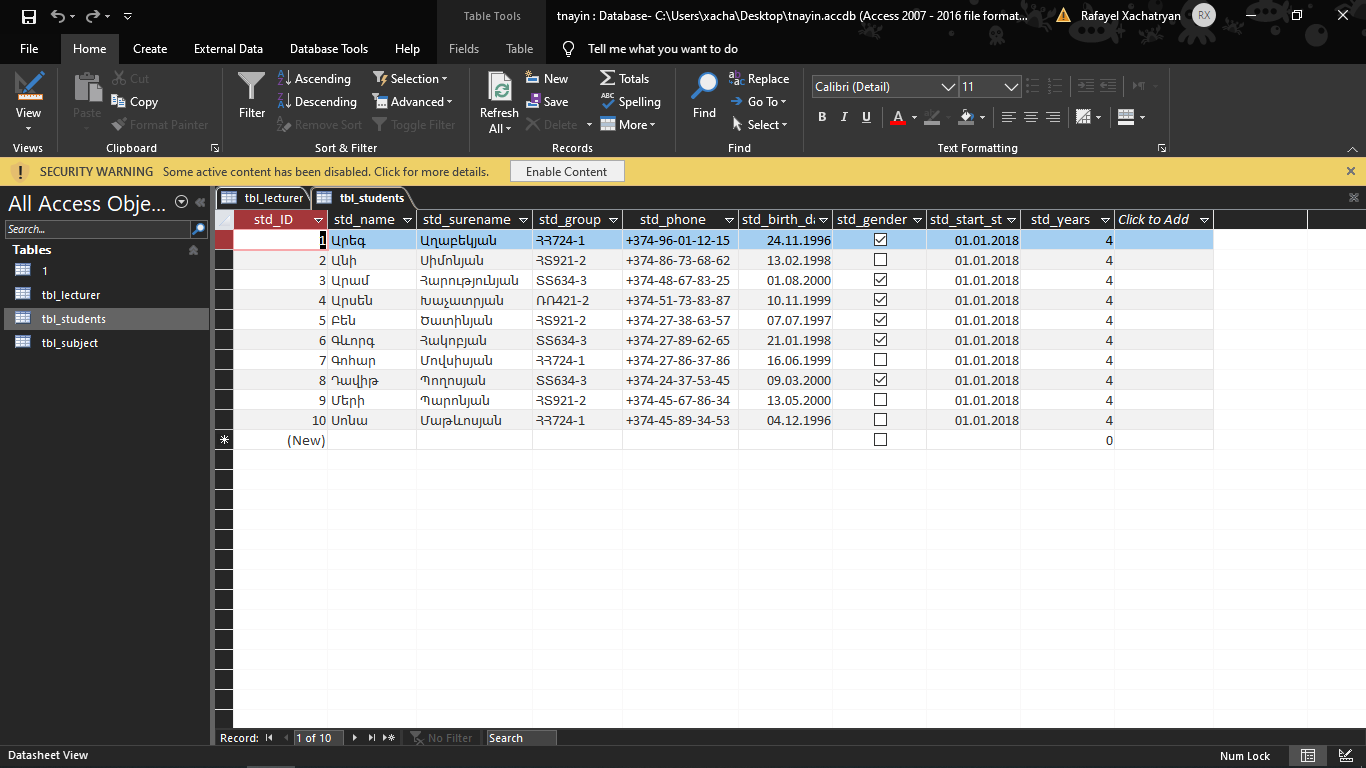 Table Tools tnayin : Database- C:\Users\xacha\Desktop\tnayin.accdb (Access 2007 - 2016 file format... Rafayel Xachatryan RX
File Home Create External Data Database Tools Help Fields Table Tell me what you want to do
View Paste Cut Copy Format Painter Filter Ascending Descending Remove Sort Selection Advanced Toggle Filter Refresh All New Save Delete Totals Spelling More Find Replace Go To Select Calibri (Detail) 11 B I U A
Views Clipboard Sort & Filter Records Find Text Formatting
SECURITY WARNING Some active content has been disabled. Click for more details. Enable Content
All Access Obje...
Search...
Tables
1
tbl_lecturer
tbl_students
tbl_subject
tbl_lecturer tbl_students
std_ID std_name std_surename std_group std_phone std_birth_da std_gender std_start_st std_years Click to Add
1 Արեգ Աղաբեկյան ՀՀ724-1 +374-96-01-12-15 24.11.1996 01.01.2018 4
2 Անի Սիմոնյան ՀՏ921-2 +374-86-73-68-62 13.02.1998 01.01.2018 4
3 Արամ Հարությունյան ՏՏ634-3 +374-48-67-83-25 01.08.2000 01.01.2018 4
4 Արսեն Խաչատրյան ՌՌ421-2 +374-51-73-83-87 10.11.1999 01.01.2018 4
5 Բեն Ծատինյան ՀՏ921-2 +374-27-38-63-57 07.07.1997 01.01.2018 4
6 Գևորգ Հակոբյան ՏՏ634-3 +374-27-89-62-65 21.01.1998 01.01.2018 4
7 Գոհար Մովսիսյան ՀՀ724-1 +374-27-86-37-86 16.06.1999 01.01.2018 4
8 Դավիթ Պողոսյան ՏՏ634-3 +374-24-37-53-45 09.03.2000 01.01.2018 4
9 Մերի Պարոնյան ՀՏ921-2 +374-45-67-86-34 13.05.2000 01.01.2018 4
10 Սոնա Մաթևոսյան ՀՀ724-1 +374-45-89-34-53 04.12.1996 01.01.2018 4
(New) 0
Record: 1 of 10 No Filter Search
Datasheet View Num Lock